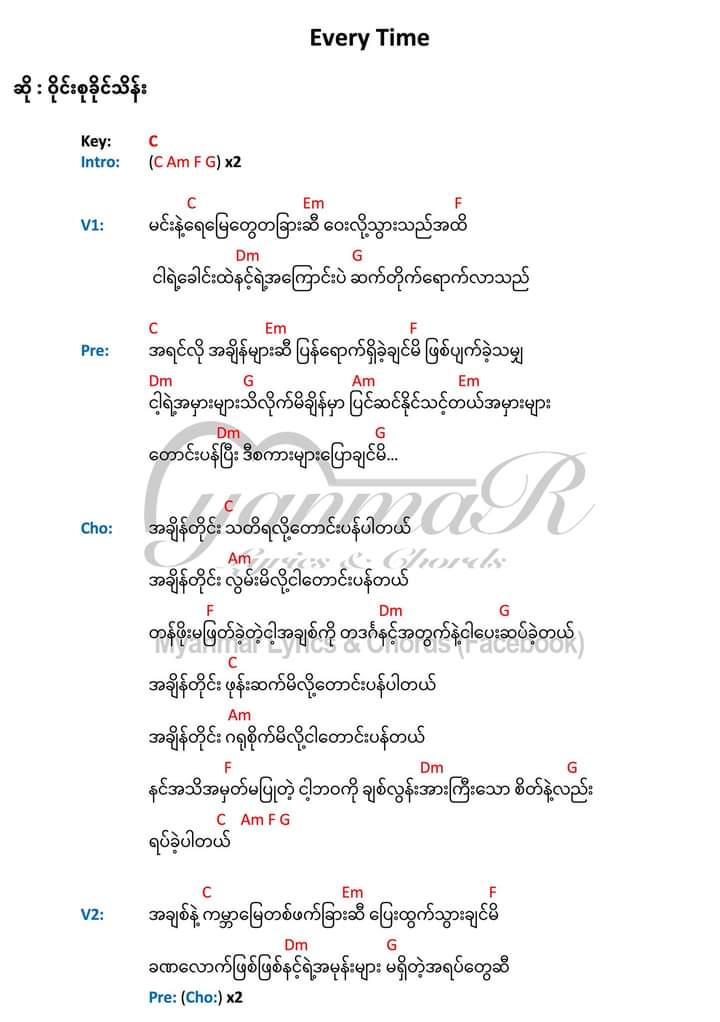 Every Time
ဆို : ဝိုင်းစုခိုင်သိန်း
Key: C
Intro: (C Am F G) x2
C Em F
V1: မင်းနဲ့ရေမြေတွေတခြားဆီ ဝေးလို့သွားသည်အထိ
Dm G
ငါရဲ့ခေါင်းထဲနင့်ရဲ့အကြောင်းပဲ ဆက်တိုက်ရောက်လာသည်
C Em F
Pre: အရင်လို အချိန်များဆီ ပြန်ရောက်ရှိခဲ့ချင်မိ ဖြစ်ပျက်ခဲ့သမျှ
Dm G Am Em
ငါ့ရဲ့အမှားများသိလိုက်မိချိန်မှာ ပြင်ဆင်နိုင်သင့်တယ်အမှားများ
Dm G
တောင်းပန်ပြီး ဒီစကားများပြောချင်မိ...
C
Cho: အချိန်တိုင်း သတိရလို့တောင်းပန်ပါတယ်
Am
အချိန်တိုင်း လွမ်းမိလို့ငါတောင်းပန်တယ်
F Dm G
တန်ဖိုးမဖြတ်ခဲ့တဲ့ငါ့အချစ်ကို တဒင်္ဂနင့်အတွက်နဲ့ငါပေးဆပ်ခဲ့တယ်
C
အချိန်တိုင်း ဖုန်းဆက်မိလို့တောင်းပန်ပါတယ်
Am
အချိန်တိုင်း ဂရုစိုက်မိလို့ငါတောင်းပန်တယ်
F Dm G
နင်အသိအမှတ်မပြုတဲ့ ငါ့ဘဝကို ချစ်လွန်းအားကြီးသော စိတ်နဲ့လည်း
C Am F G
ရပ်ခဲ့ပါတယ်
C Em F
V2: အချစ်နဲ့ ကမ္ဘာမြေတစ်ဖက်ခြားဆီ ပြေးထွက်သွားချင်မိ
Dm G
ခဏလောက်ဖြစ်ဖြစ်နင့်ရဲ့အမုန်းများ မရှိတဲ့အရပ်တွေဆီ
Pre: (Cho:) x2
MyanmaR
Lyrics & Chords
Myanmar Lyrics & Chords (Facebook)